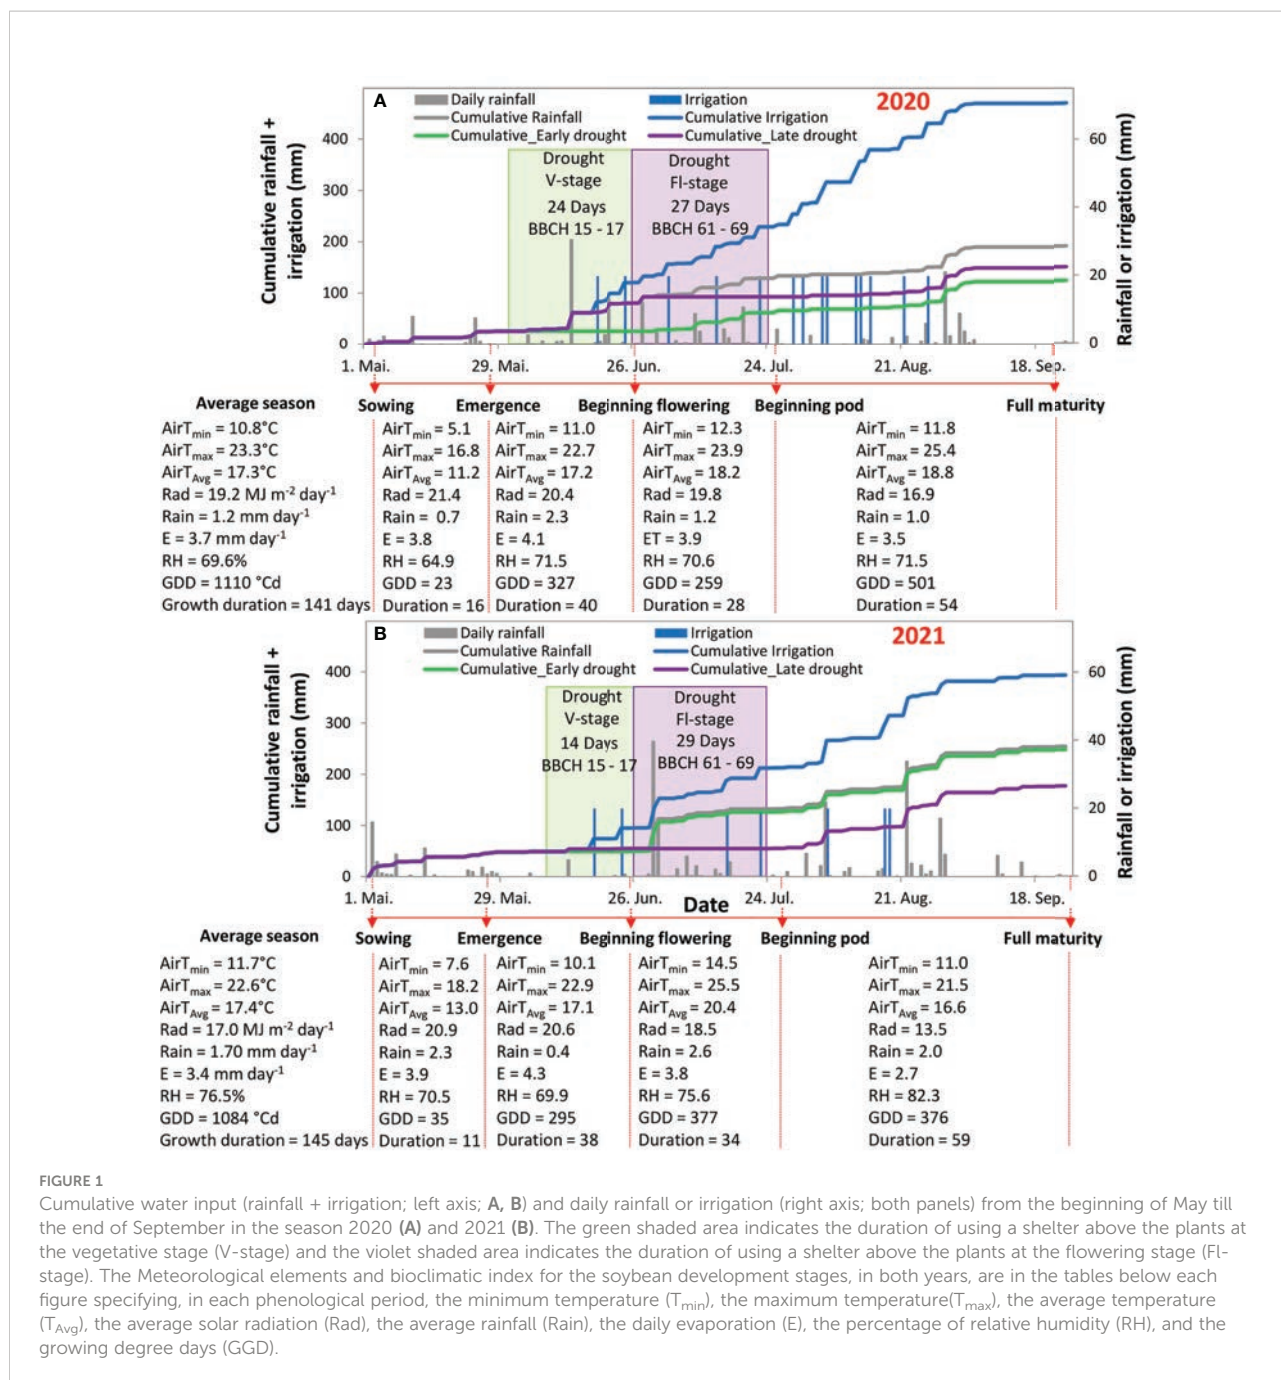 A
Daily rainfall
Irrigation
2020
Cumulative Rainfall
Cumulative Irrigation
Cumulative_Early drought
Cumulative_Late drought
Cumulative rainfall +
irrigation (mm)
400
300
200
100
0
Drought
V-stage
24 Days
BBCH 15 - 17
Drought
Fl-stage
27 Days
BBCH 61 - 69
60
40
20
0
Rainfall or irrigation (mm)
1. Mai.
29. Mai.
26. Jun.
24. Jul.
21. Aug.
18. Sep.
Average season
Sowing
Emergence
Beginning flowering
Beginning pod
Full maturity
AirTmin = 10.8°C
AirTmax = 23.3°C
AirTAvg = 17.3°C
Rad = 19.2 MJ m-2 day-1
Rain = 1.2 mm day-1
E = 3.7 mm day-1
RH = 69.6%
GDD = 1110 °Cd
Growth duration = 141 days
AirTmin = 5.1
AirTmax = 16.8
AirTAvg = 11.2
Rad = 21.4
Rain = 0.7
E = 3.8
RH = 64.9
GDD = 23
Duration = 16
AirTmin = 11.0
AirTmax = 22.7
AirTAvg = 17.2
Rad = 20.4
Rain = 2.3
E = 4.1
RH = 71.5
GDD = 327
Duration = 40
AirTmin = 12.3
AirTmax = 23.9
AirTAvg = 18.2
Rad = 19.8
Rain = 1.2
ET = 3.9
RH = 70.6
GDD = 259
Duration = 28
AirTmin = 11.8
AirTmax = 25.4
AirTAvg = 18.8
Rad = 16.9
Rain = 1.0
E = 3.5
RH = 71.5
GDD = 501
Duration = 54
B
Daily rainfall
Irrigation
2021
Cumulative Rainfall
Cumulative Irrigation
Cumulative_Early drought
Cumulative_Late drought
Cumulative rainfall +
irrigation (mm)
400
300
200
100
0
Drought
V-stage
14 Days
BBCH 15 - 17
Drought
Fl-stage
29 Days
BBCH 61 - 69
60
40
20
0
Rainfall or irrigation (mm)
1. Mai.
29. Mai.
26. Jun.
24. Jul.
21. Aug.
18. Sep.
Date
Average season
Sowing
Emergence
Beginning flowering
Beginning pod
Full maturity
AirTmin = 11.7°C
AirTmax = 22.6°C
AirTAvg = 17.4°C
Rad = 17.0 MJ m-2 day-1
Rain = 1.70 mm day-1
E = 3.4 mm day-1
RH = 76.5%
GDD = 1084 °Cd
Growth duration = 145 days
AirTmin = 7.6
AirTmax = 18.2
AirTAvg = 13.0
Rad = 20.9
Rain = 2.3
E = 3.9
RH = 70.5
GDD = 35
Duration = 11
AirTmin = 10.1
AirTmax = 22.9
AirTAvg = 17.1
Rad = 20.6
Rain = 0.4
E = 4.3
RH = 69.9
GDD = 295
Duration = 38
AirTmin = 14.5
AirTmax = 25.5
AirTAvg = 20.4
Rad = 18.5
Rain = 2.6
E = 3.8
RH = 75.6
GDD = 377
Duration = 34
AirTmin = 11.0
AirTmax = 21.5
AirTAvg = 16.6
Rad = 13.5
Rain = 2.0
E = 2.7
RH = 82.3
GDD = 376
Duration = 59
FIGURE 1
Cumulative water input (rainfall + irrigation; left axis; A, B) and daily rainfall or irrigation (right axis; both panels) from the beginning of May till
the end of September in the season 2020 (A) and 2021 (B). The green shaded area indicates the duration of using a shelter above the plants at
the vegetative stage (V-stage) and the violet shaded area indicates the duration of using a shelter above the plants at the flowering stage (Fl-
stage). The Meteorological elements and bioclimatic index for the soybean development stages, in both years, are in the tables below each
figure specifying, in each phenological period, the minimum temperature (Tmin), the maximum temperature(Tmax), the average temperature
(TAvg), the average solar radiation (Rad), the average rainfall (Rain), the daily evaporation (E), the percentage of relative humidity (RH), and the
growing degree days (GGD).